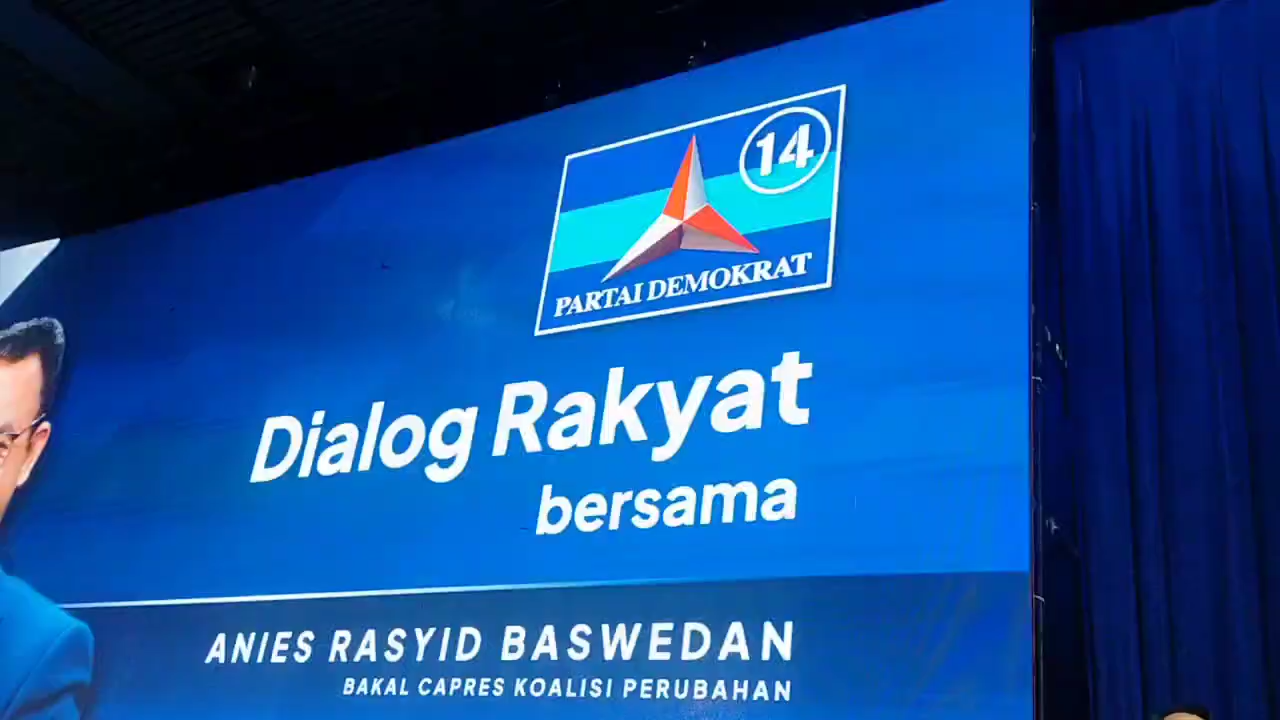 14
PARTAI DEMOKRAT
Dialog Rakyat
bersama
ANIES RASYID BASWEDAN
BAKAL CAPRES KOALISI PERUBAHAN